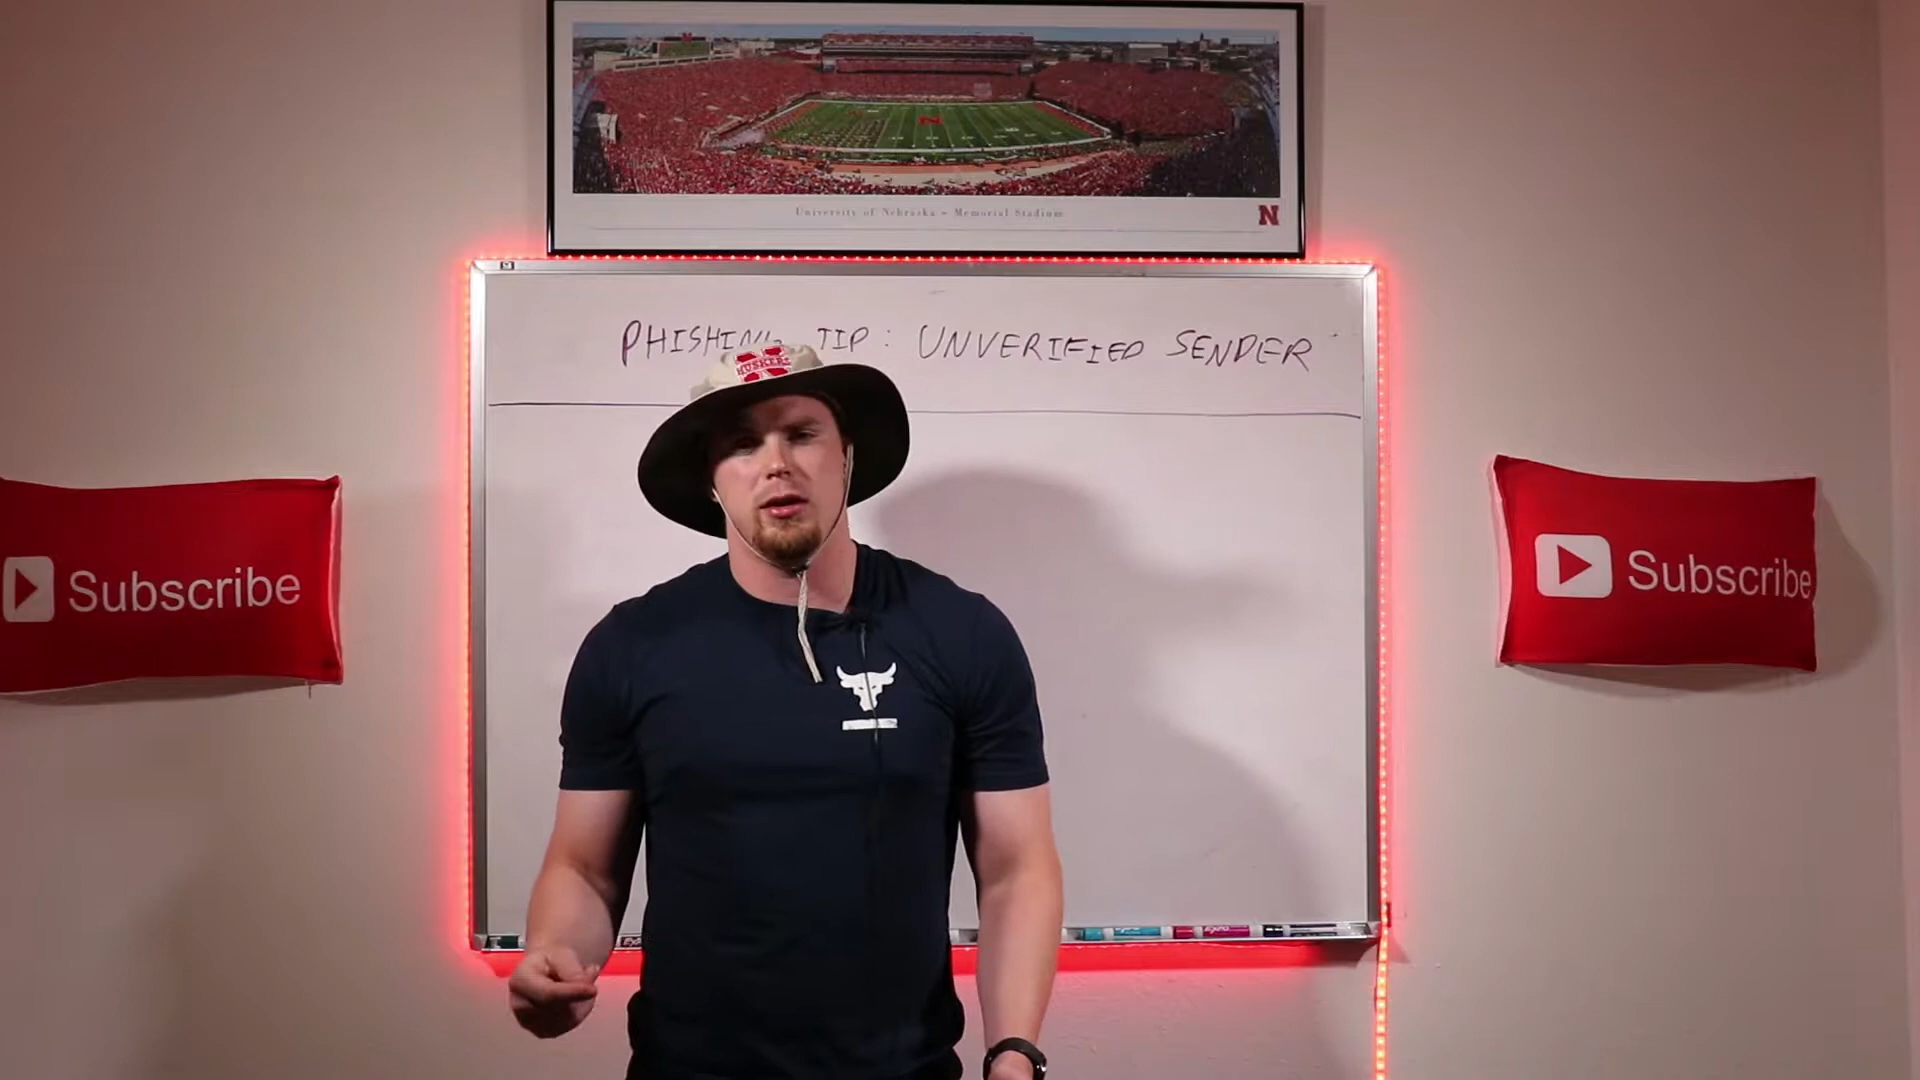 University of Nebraska - Memorial Stadium
N
PHISHING TIP: UNVERIFIED SENDER
HUSKERS
Subscribe
Subscribe